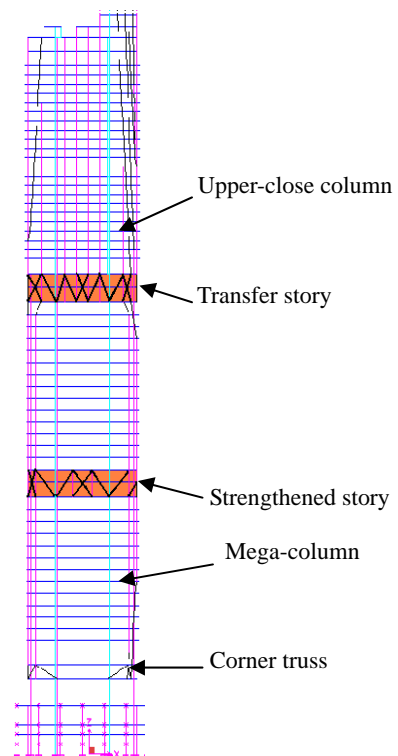 Upper-close column
Transfer story
Strengthened story
Mega-column
Corner truss
Z
X